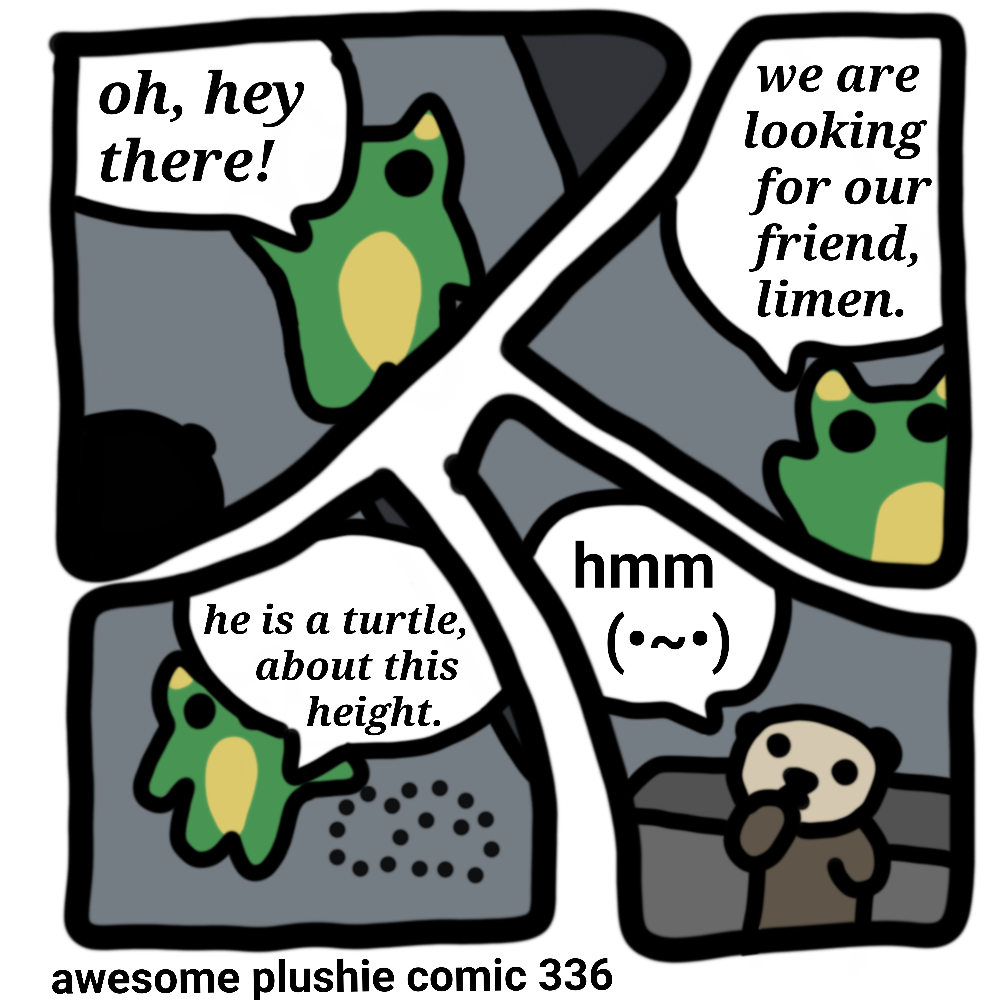 oh, hey
there!
we are
looking
for our
friend,
limen.
he is a turtle,
about this
height.
hmm
(•~•)
awesome plushie comic 336